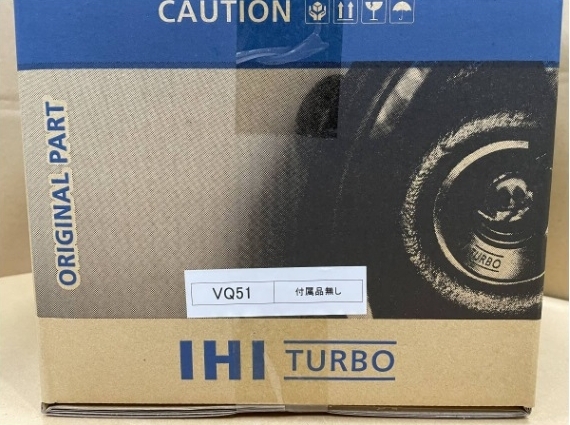 CAUTION
ORIGINAL PART
TURBO
VQ51 付属品無し
IHI TURBO